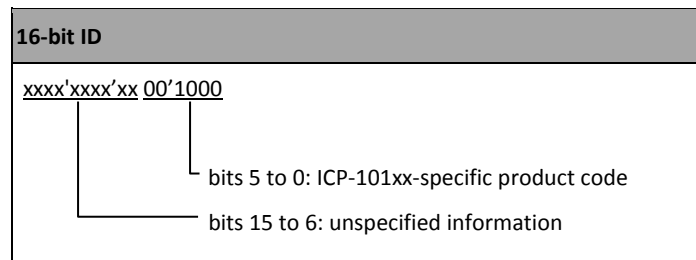 16-bit ID
xxxx'xxxx’xx 00’1000
bits 5 to 0: ICP-101xx-specific product code
bits 15 to 6: unspecified information